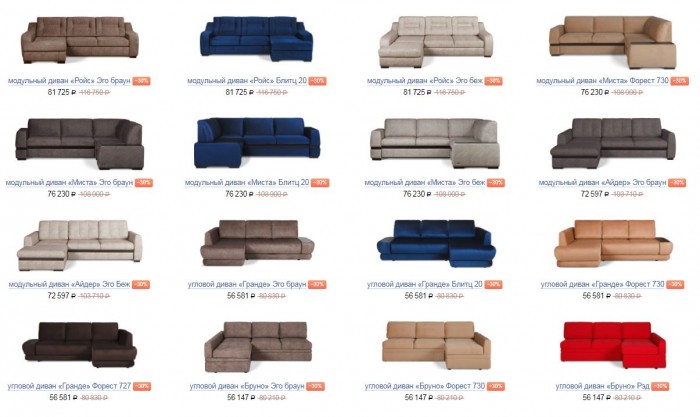 модульный диван «Ройс» Эго браун -30%
81 725 ₽ 116 750 ₽
модульный диван «Ройс» Блитц 20 -30%
81 725 ₽ 116 750 ₽
модульный диван «Ройс» Эго беж -30%
81 725 ₽ 116 750 ₽
модульный диван «Миста» Форест 730 -30%
76 230 ₽ 108 900 ₽
модульный диван «Миста» Эго браун -30%
76 230 ₽ 108 900 ₽
модульный диван «Миста» Блитц 20 -30%
76 230 ₽ 108 900 ₽
модульный диван «Миста» Эго беж -30%
76 230 ₽ 108 900 ₽
модульный диван «Айдер» Эго браун -30%
72 597 ₽ 103 710 ₽
модульный диван «Айдер» Эго Беж -30%
72 597 ₽ 103 710 ₽
угловой диван «Гранде» Эго браун -30%
56 581 ₽ 80 830 ₽
угловой диван «Гранде» Блитц 20 -30%
56 581 ₽ 80 830 ₽
угловой диван «Гранде» Форест 730 -30%
56 581 ₽ 80 830 ₽
угловой диван «Гранде» Форест 727 -30%
56 581 ₽ 80 830 ₽
угловой диван «Бруно» Эго браун -30%
56 147 ₽ 80 210 ₽
угловой диван «Бруно» Форест 730 -30%
56 147 ₽ 80 210 ₽
угловой диван «Бруно» Рэд -30%
56 147 ₽ 80 210 ₽